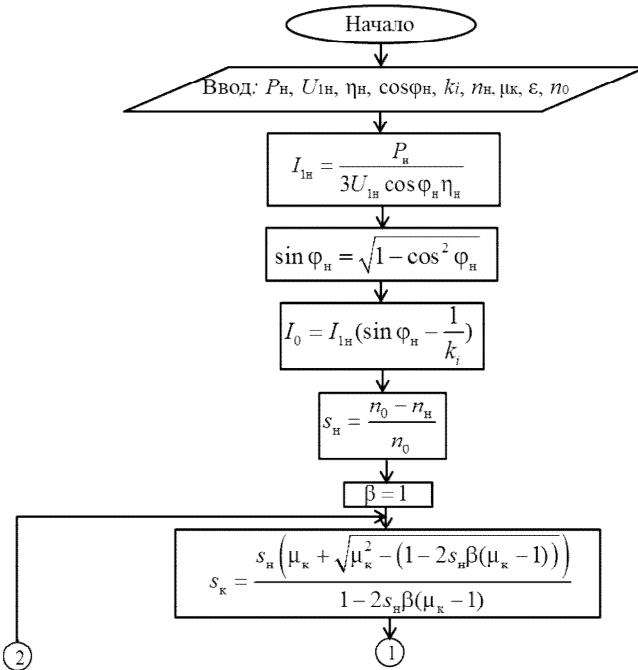 Начало
Ввод: Pн, U1н, ηн, cosφн, ki, nн, μк, ε, n0
I₁н = Pн / (3U₁н cos φн ηн)
sin φн = √(1 − cos² φн)
I₀ = I₁н(sin φн − 1/kᵢ)
sн = (n₀ − nн) / n₀
β = 1
sк = sн(μк + √(μк² − (1 − 2sнβ(μк − 1)))) / (1 − 2sнβ(μк − 1))
2
1